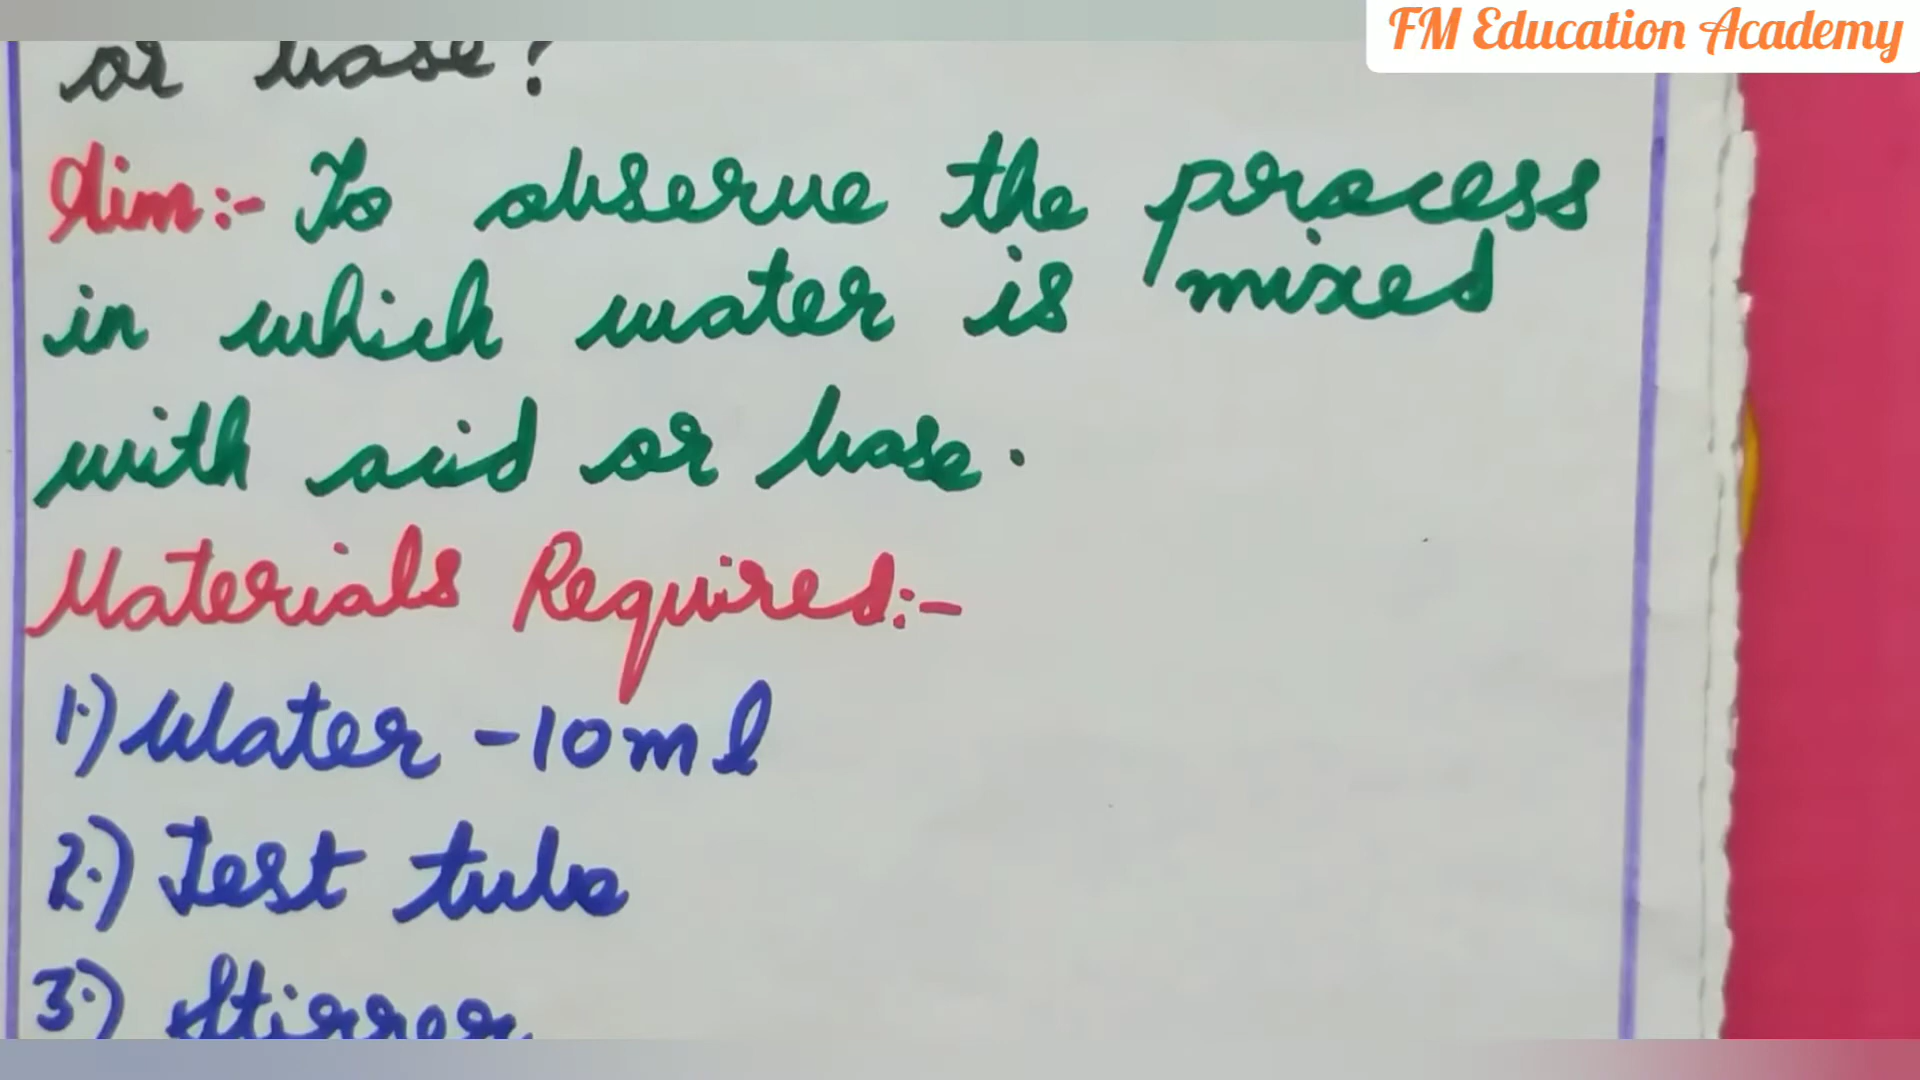 FM Education Academy
or base?
Aim:- To observe the process
in which water is mixed
with acid or base.
Materials Required:-
1.) Water - 10ml
2.) Test tube
3.) Stirrer